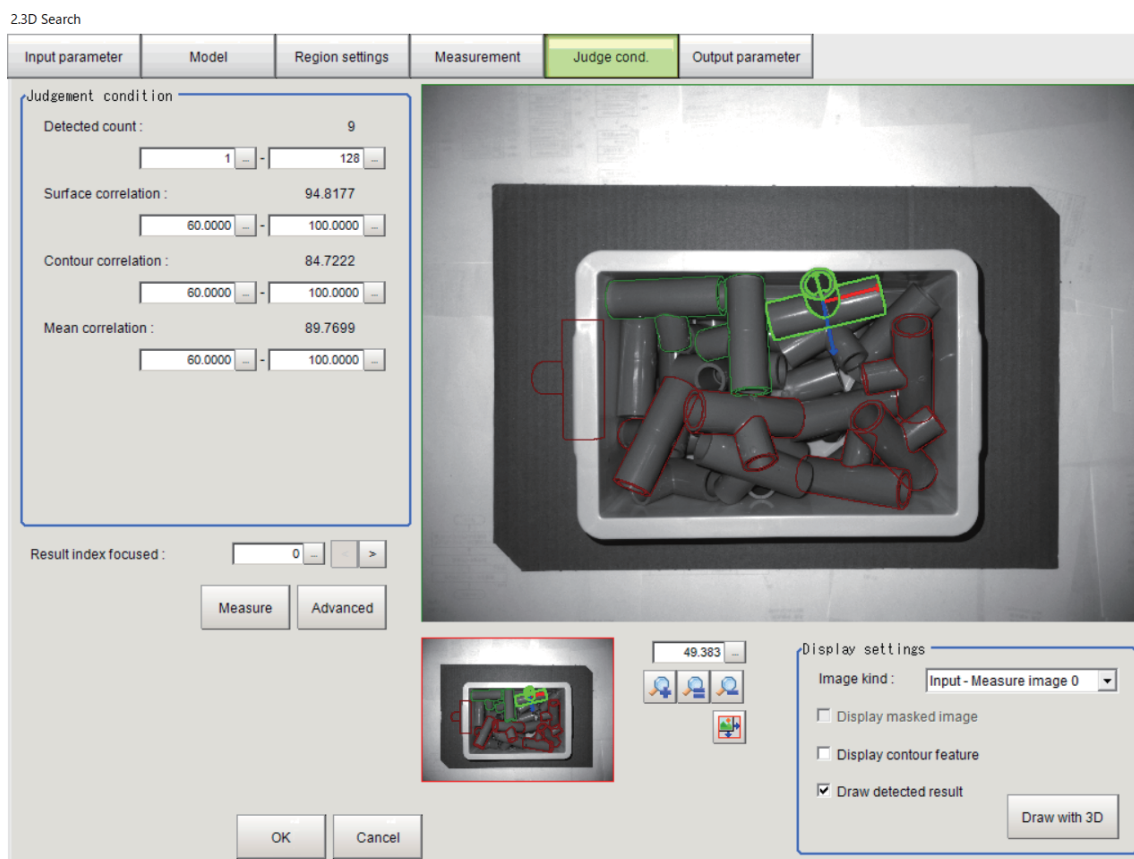 2.3D Search
Input parameter Model Region settings Measurement Judge cond. Output parameter
Judgement condition
Detected count : 9
1 ... - 128 ...
Surface correlation : 94.8177
60.0000 ... - 100.0000 ...
Contour correlation : 84.7222
60.0000 ... - 100.0000 ...
Mean correlation : 89.7699
60.0000 ... - 100.0000 ...
Result index focused : 0 ... < >
Measure Advanced
49.383 ...
Display settings
Image kind : Input - Measure image 0
Display masked image
Display contour feature
Draw detected result
Draw with 3D
OK Cancel